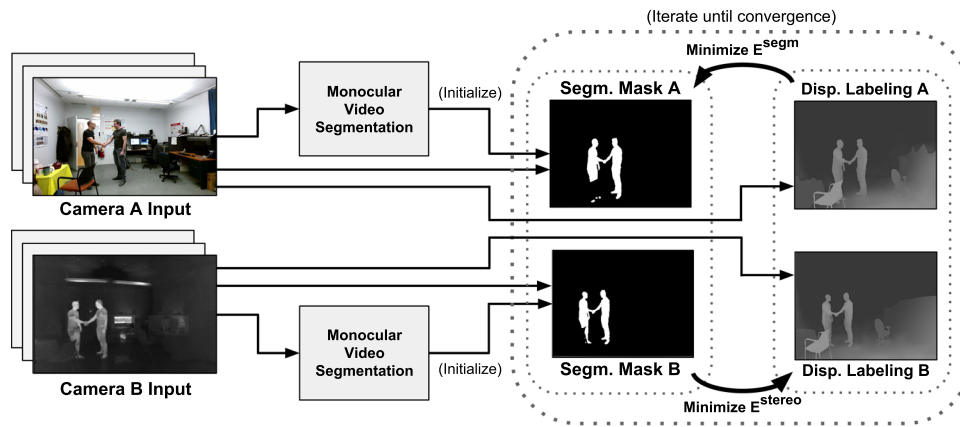 (Iterate until convergence)
Minimize E^segm
Segm. Mask A
Disp. Labeling A
Monocular
Video
Segmentation
(Initialize)
Camera A Input
Monocular
Video
Segmentation
(Initialize)
Camera B Input
Segm. Mask B
Disp. Labeling B
Minimize E^stereo